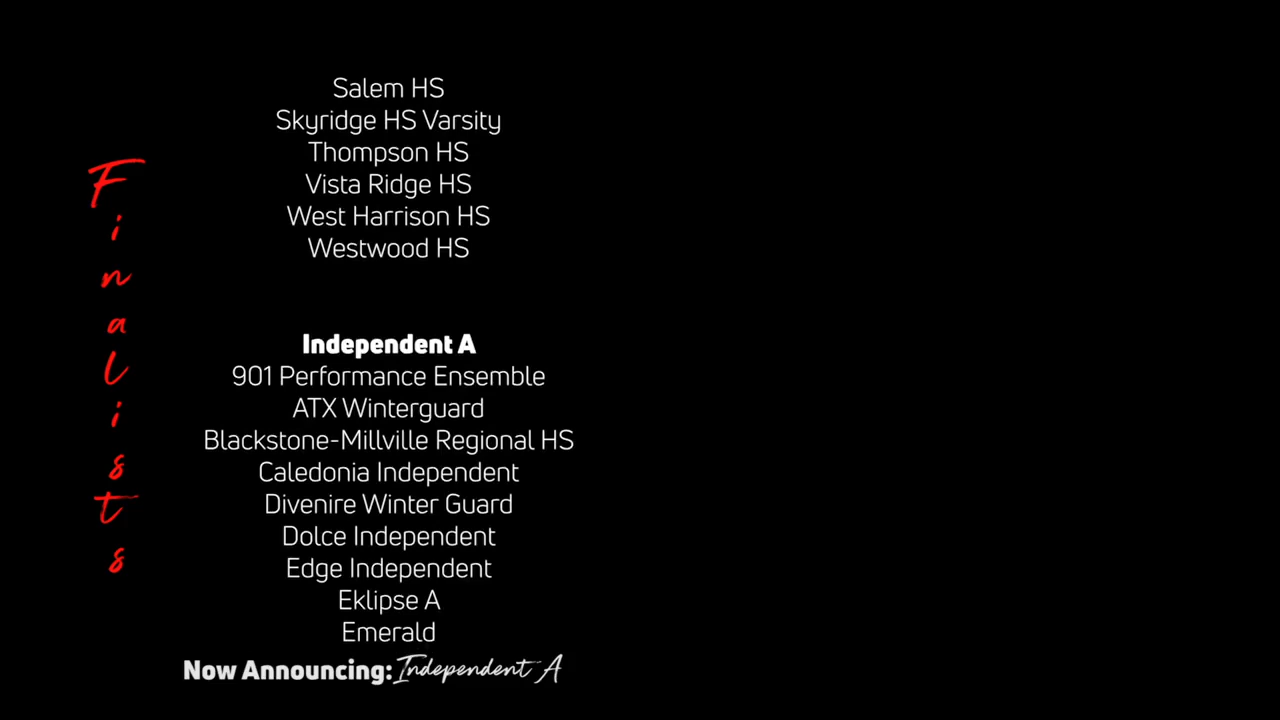 Finalists
Salem HS
Skyridge HS Varsity
Thompson HS
Vista Ridge HS
West Harrison HS
Westwood HS
Independent A
901 Performance Ensemble
ATX Winterguard
Blackstone-Millville Regional HS
Caledonia Independent
Divenire Winter Guard
Dolce Independent
Edge Independent
Eklipse A
Emerald
Now Announcing: Independent A